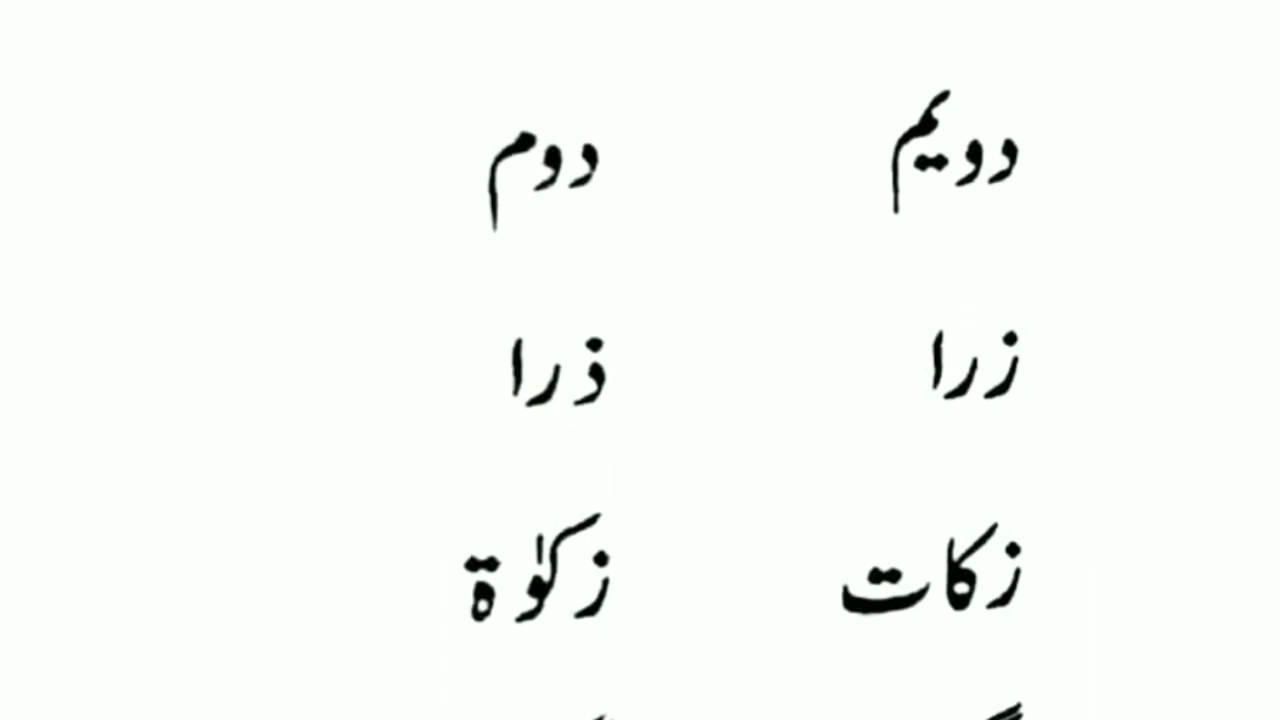 دویم دوم
زرا ذرا
زکات زکوٰة